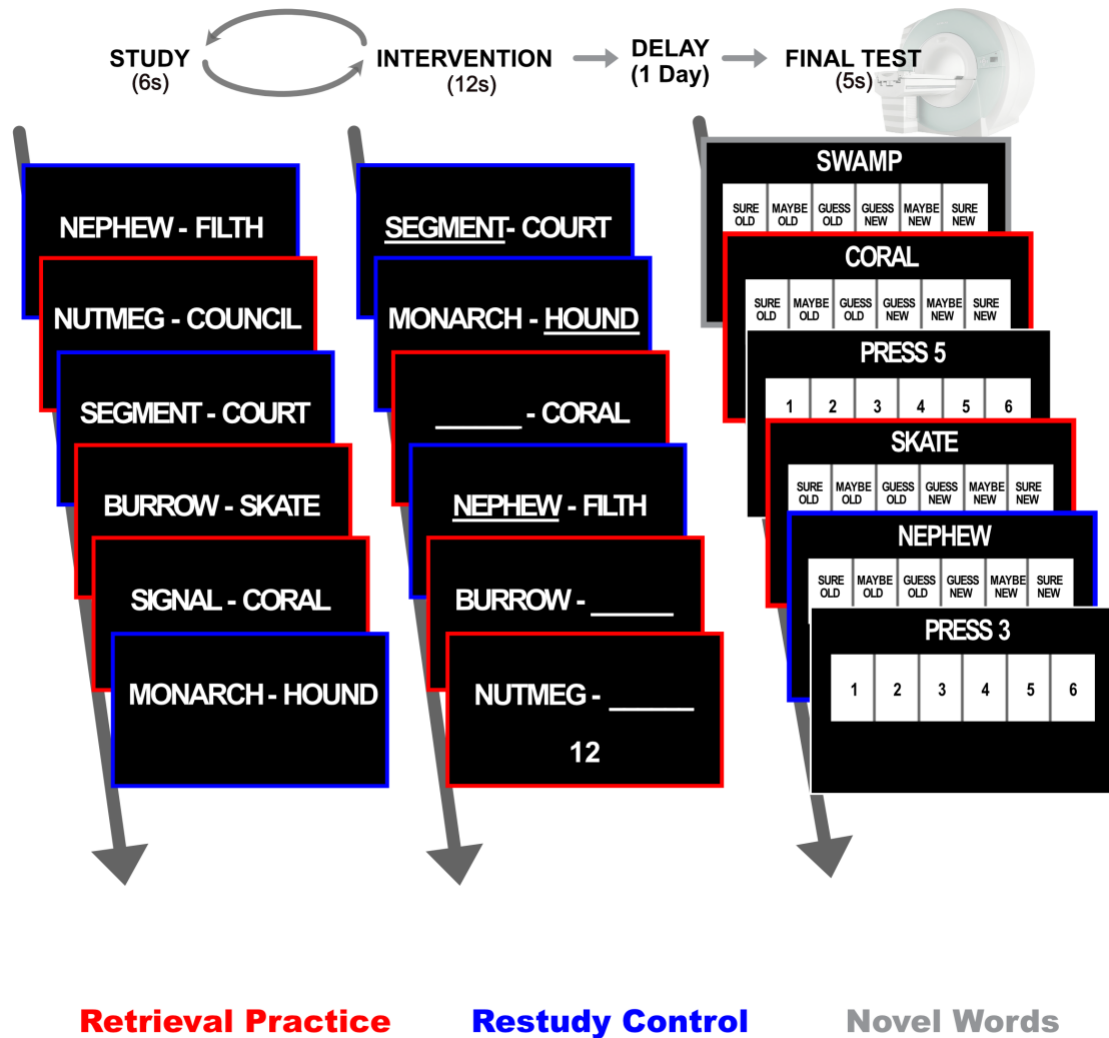 STUDY
(6s)
INTERVENTION
(12s)
DELAY
(1 Day)
FINAL TEST
(5s)
NEPHEW - FILTH
NUTMEG - COUNCIL
SEGMENT - COURT
BURROW - SKATE
SIGNAL - CORAL
MONARCH - HOUND
SEGMENT- COURT
MONARCH - HOUND
______ - CORAL
NEPHEW - FILTH
BURROW - ______
NUTMEG - ______
12
SWAMP
SURE OLD MAYBE OLD GUESS OLD GUESS NEW MAYBE NEW SURE NEW
CORAL
SURE OLD MAYBE OLD GUESS OLD GUESS NEW MAYBE NEW SURE NEW
PRESS 5
1 2 3 4 5 6
SKATE
SURE OLD MAYBE OLD GUESS OLD GUESS NEW MAYBE NEW SURE NEW
NEPHEW
SURE OLD MAYBE OLD GUESS OLD GUESS NEW MAYBE NEW SURE NEW
PRESS 3
1 2 3 4 5 6
Retrieval Practice Restudy Control Novel Words